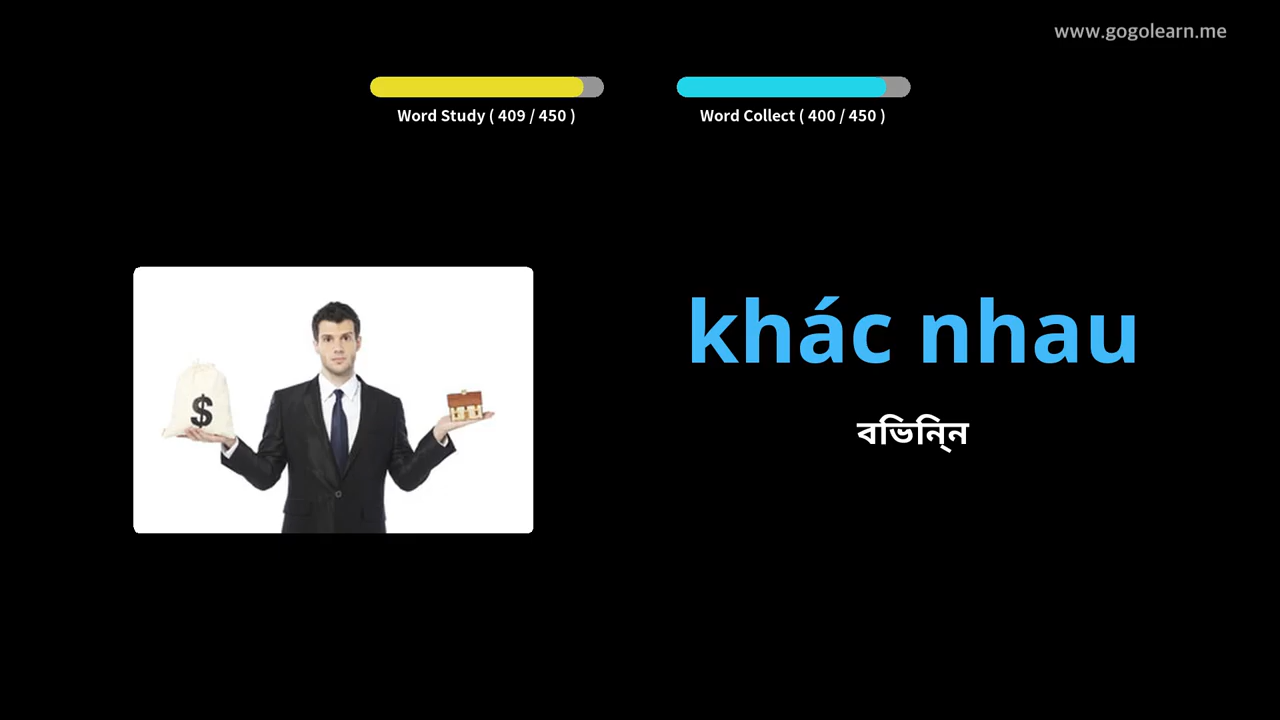 www.gogolearn.me
Word Study ( 409 / 450 )
Word Collect ( 400 / 450 )
$
khác nhau
বভিনি্ন